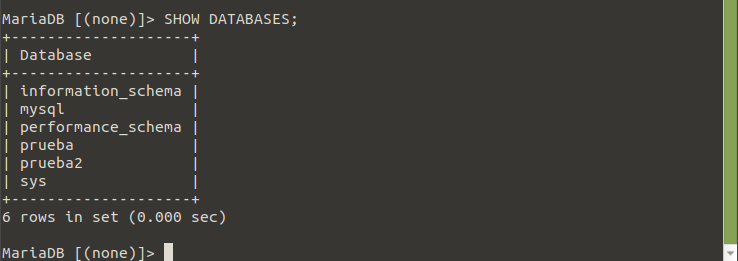 MariaDB [(none)]> SHOW DATABASES;
+--------------------+
| Database           |
+--------------------+
| information_schema |
| mysql              |
| performance_schema |
| prueba             |
| prueba2            |
| sys                |
+--------------------+
6 rows in set (0.000 sec)
MariaDB [(none)]>